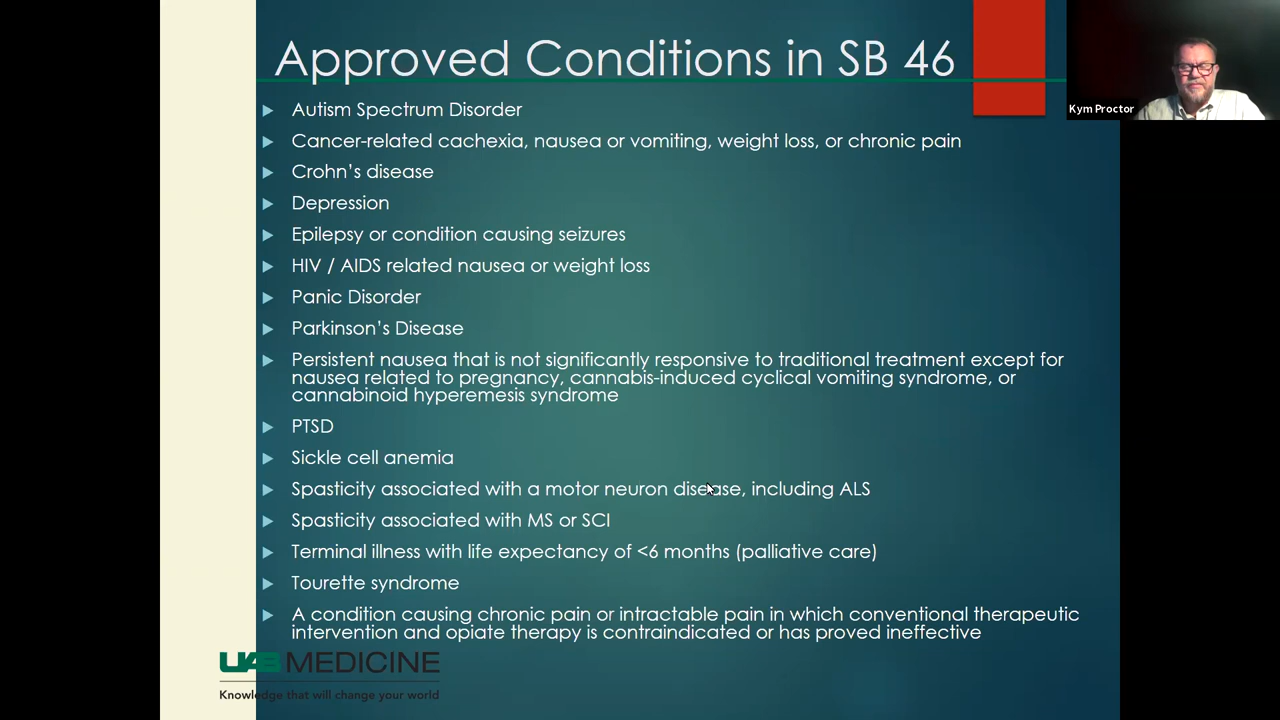 Approved Conditions in SB 46
Kym Proctor
Autism Spectrum Disorder
Cancer-related cachexia, nausea or vomiting, weight loss, or chronic pain
Crohn’s disease
Depression
Epilepsy or condition causing seizures
HIV / AIDS related nausea or weight loss
Panic Disorder
Parkinson’s Disease
Persistent nausea that is not significantly responsive to traditional treatment except for
nausea related to pregnancy, cannabis-induced cyclical vomiting syndrome, or
cannabinoid hyperemesis syndrome
PTSD
Sickle cell anemia
Spasticity associated with a motor neuron disease, including ALS
Spasticity associated with MS or SCI
Terminal illness with life expectancy of <6 months (palliative care)
Tourette syndrome
A condition causing chronic pain or intractable pain in which conventional therapeutic
intervention and opiate therapy is contraindicated or has proved ineffective
UAB MEDICINE
Knowledge that will change your world